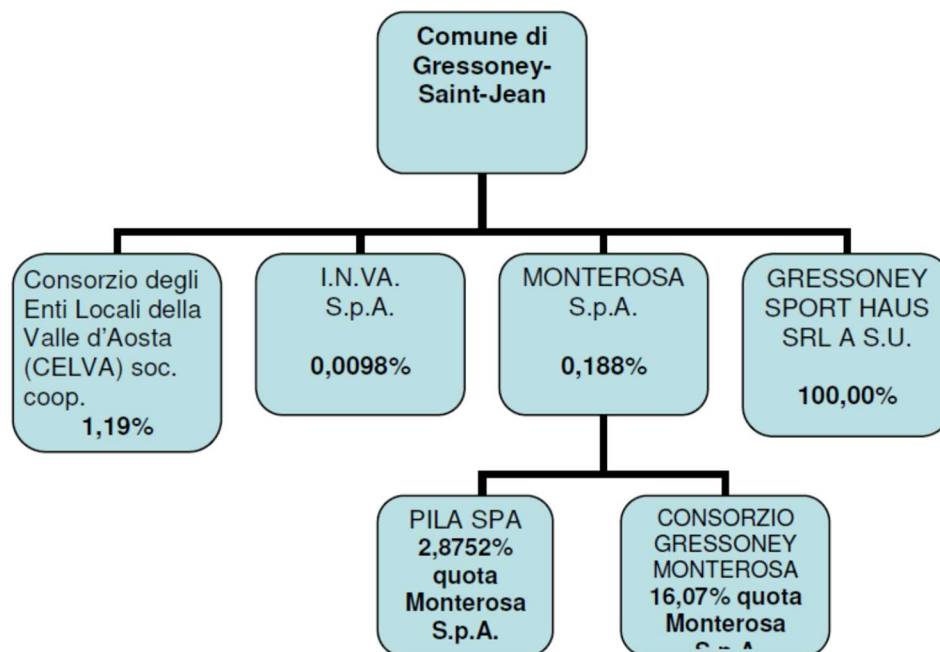 Comune di
Gressoney-
Saint-Jean
Consorzio degli
Enti Locali della
Valle d'Aosta
(CELVA) soc.
coop.
1,19%
I.N.VA.
S.p.A.
0,0098%
MONTEROSA
S.p.A.
0,188%
GRESSONEY
SPORT HAUS
SRL A S.U.
100,00%
PILA SPA
2,8752%
quota
Monterosa
S.p.A.
CONSORZIO
GRESSONEY
MONTEROSA
16,07% quota
Monterosa
S.p.A.